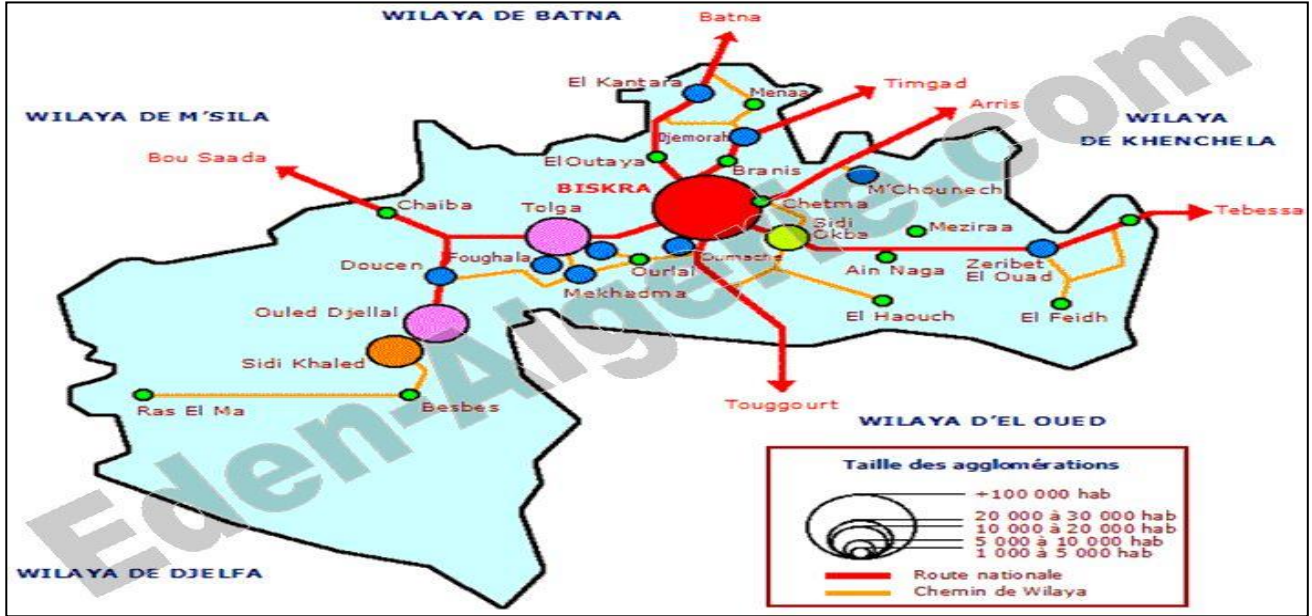 WILAYA DE BATNA
Batna
El Kantara
Menaa
Timgad
Arris
WILAYA DE M'SILA
WILAYA
DE KHENCHELA
Djemorah
Bou Saada
El Outaya
Branis
BISKRA
M'Chounech
Chetma
Chaiba
Tolga
Sidi
Okba
Meziraa
Tebessa
Doucen
Foughala
Ourlal
Oumache
Ain Naga
Zeribet
El Ouad
Mekhadma
Ouled Djellal
El Haouch
El Feidh
Sidi Khaled
Ras El Ma
Besbes
Touggourt
WILAYA D'EL OUED
WILAYA DE DJELFA
Taille des agglomérations
+100 000 hab
20 000 à 30 000 hab
10 000 à 20 000 hab
5 000 à 10 000 hab
1 000 à 5 000 hab
Route nationale
Chemin de Wilaya
Eden-Algerie.com